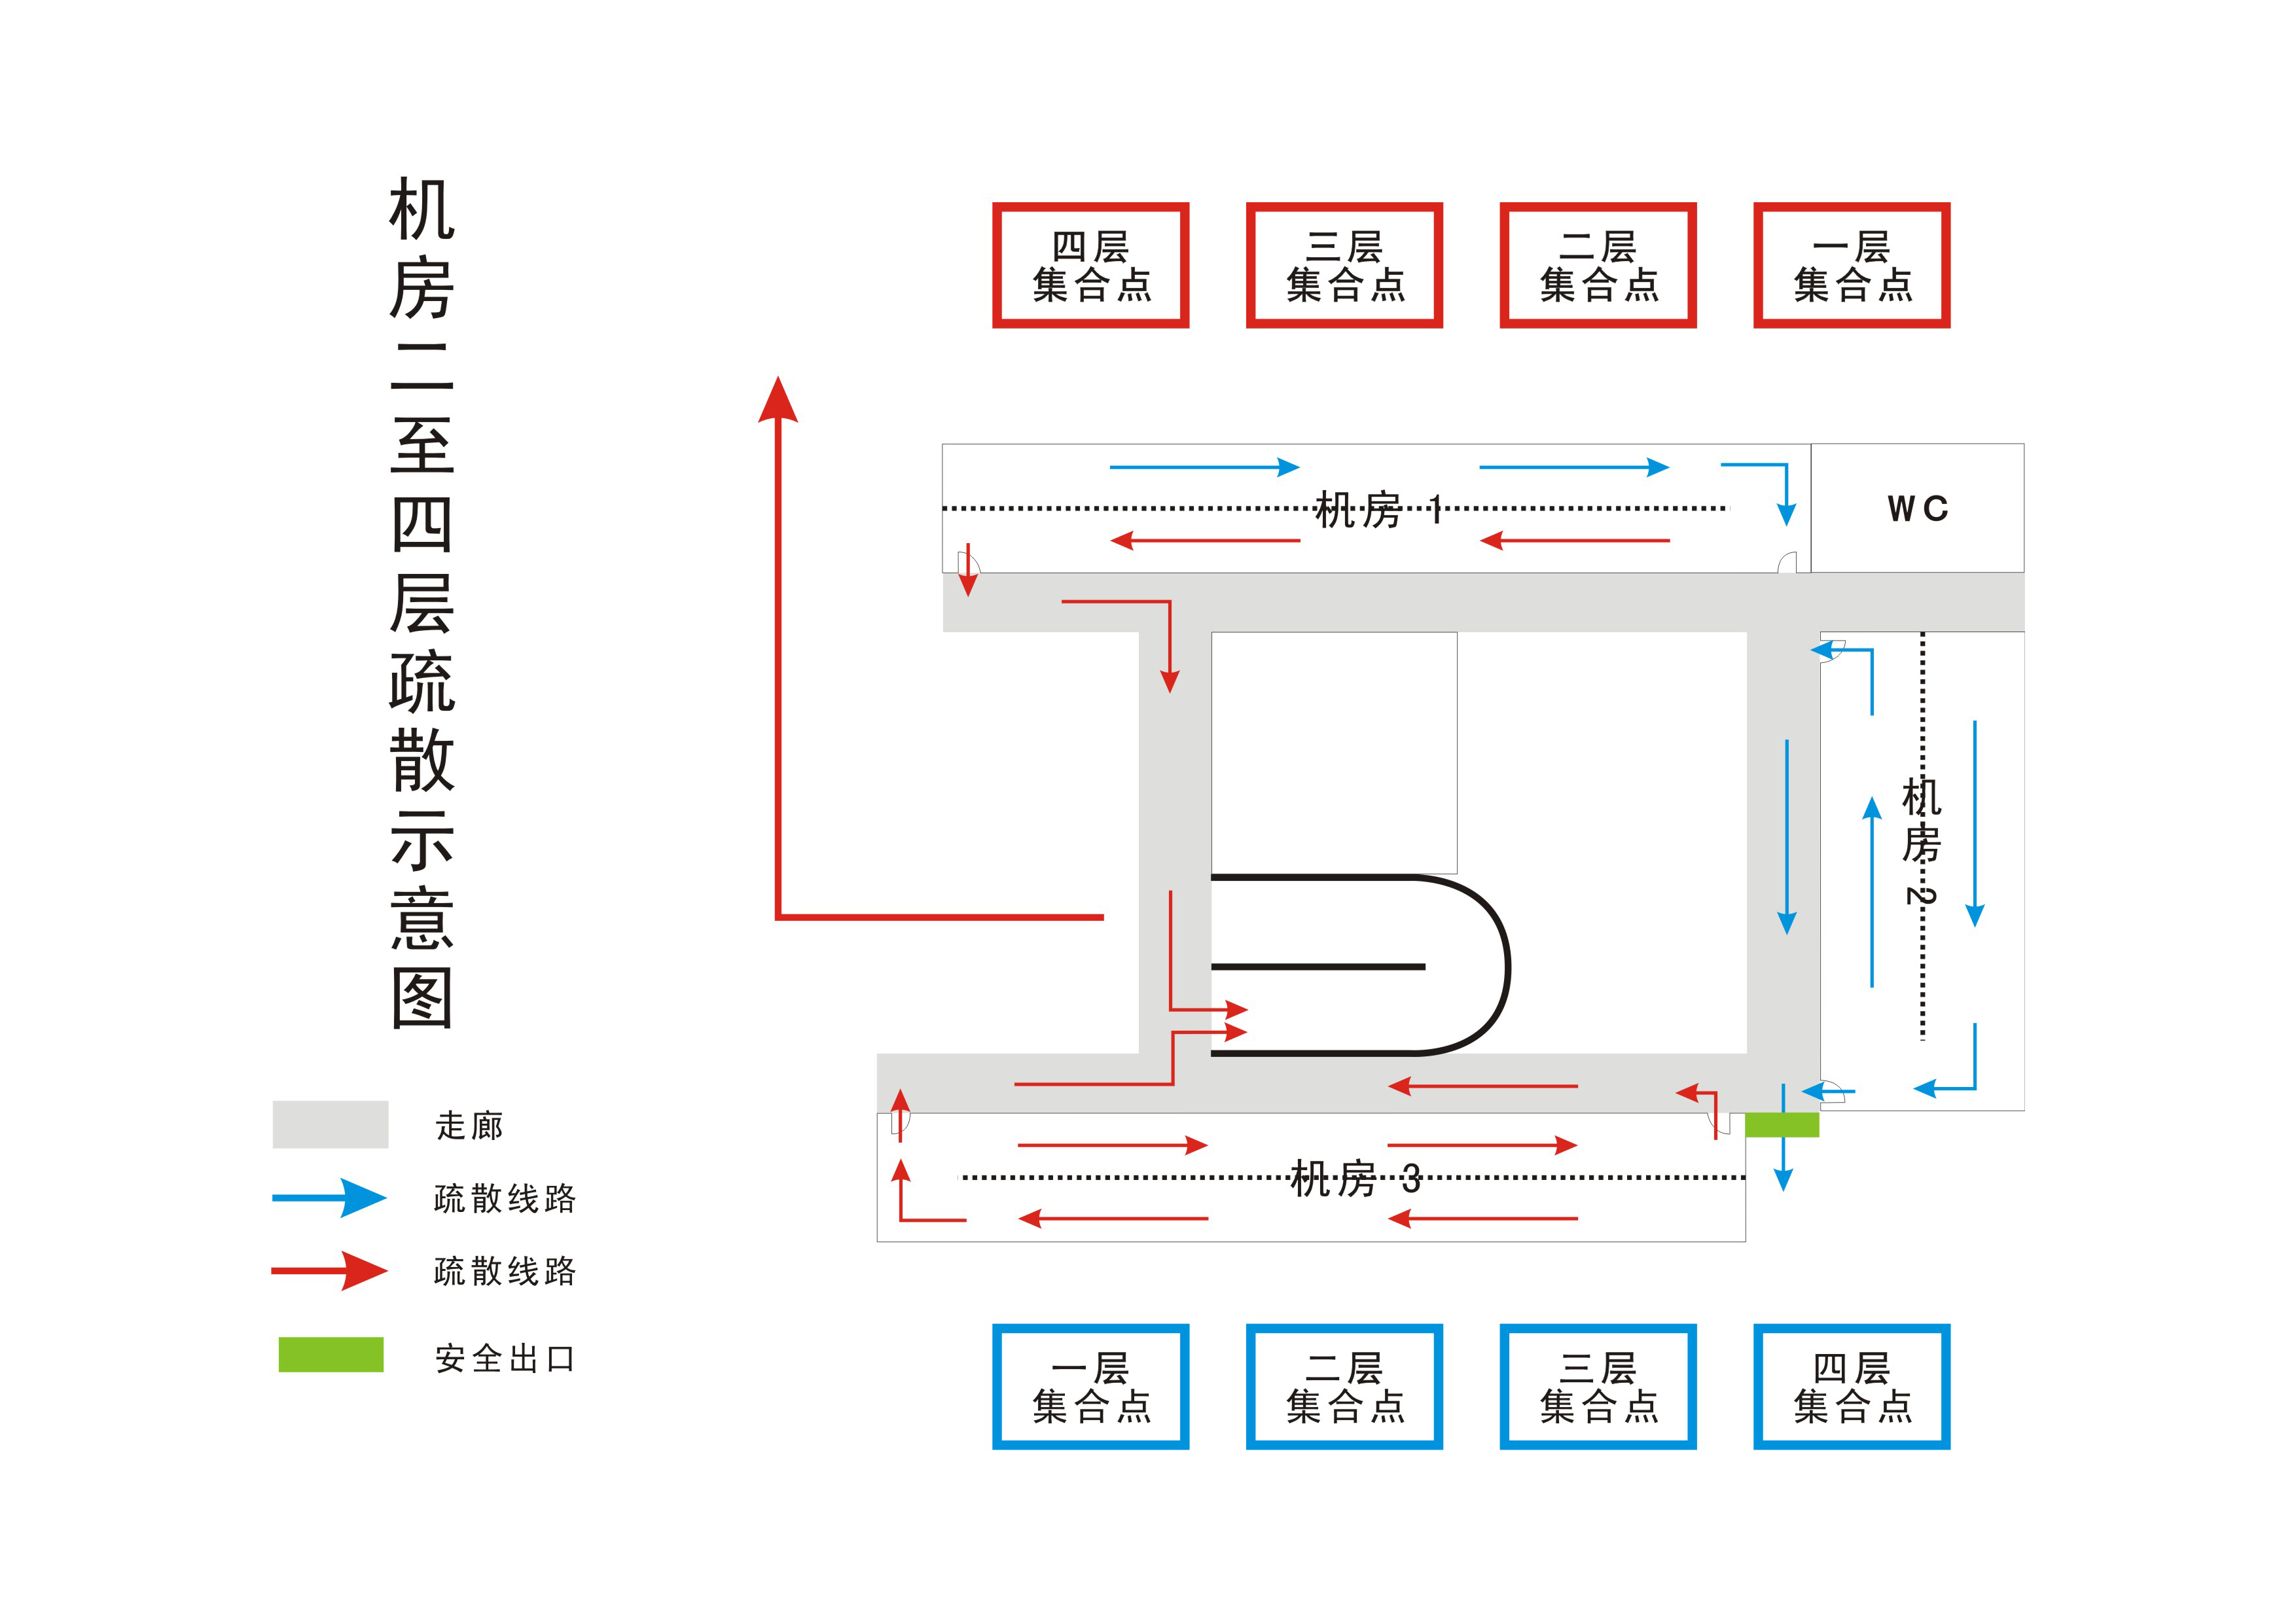 机房二至四层疏散示意图
四层
集合点
三层
集合点
二层
集合点
一层
集合点
机房 1
WC
机房 2
机房 3
走廊
疏散线路
疏散线路
安全出口
一层
集合点
二层
集合点
三层
集合点
四层
集合点